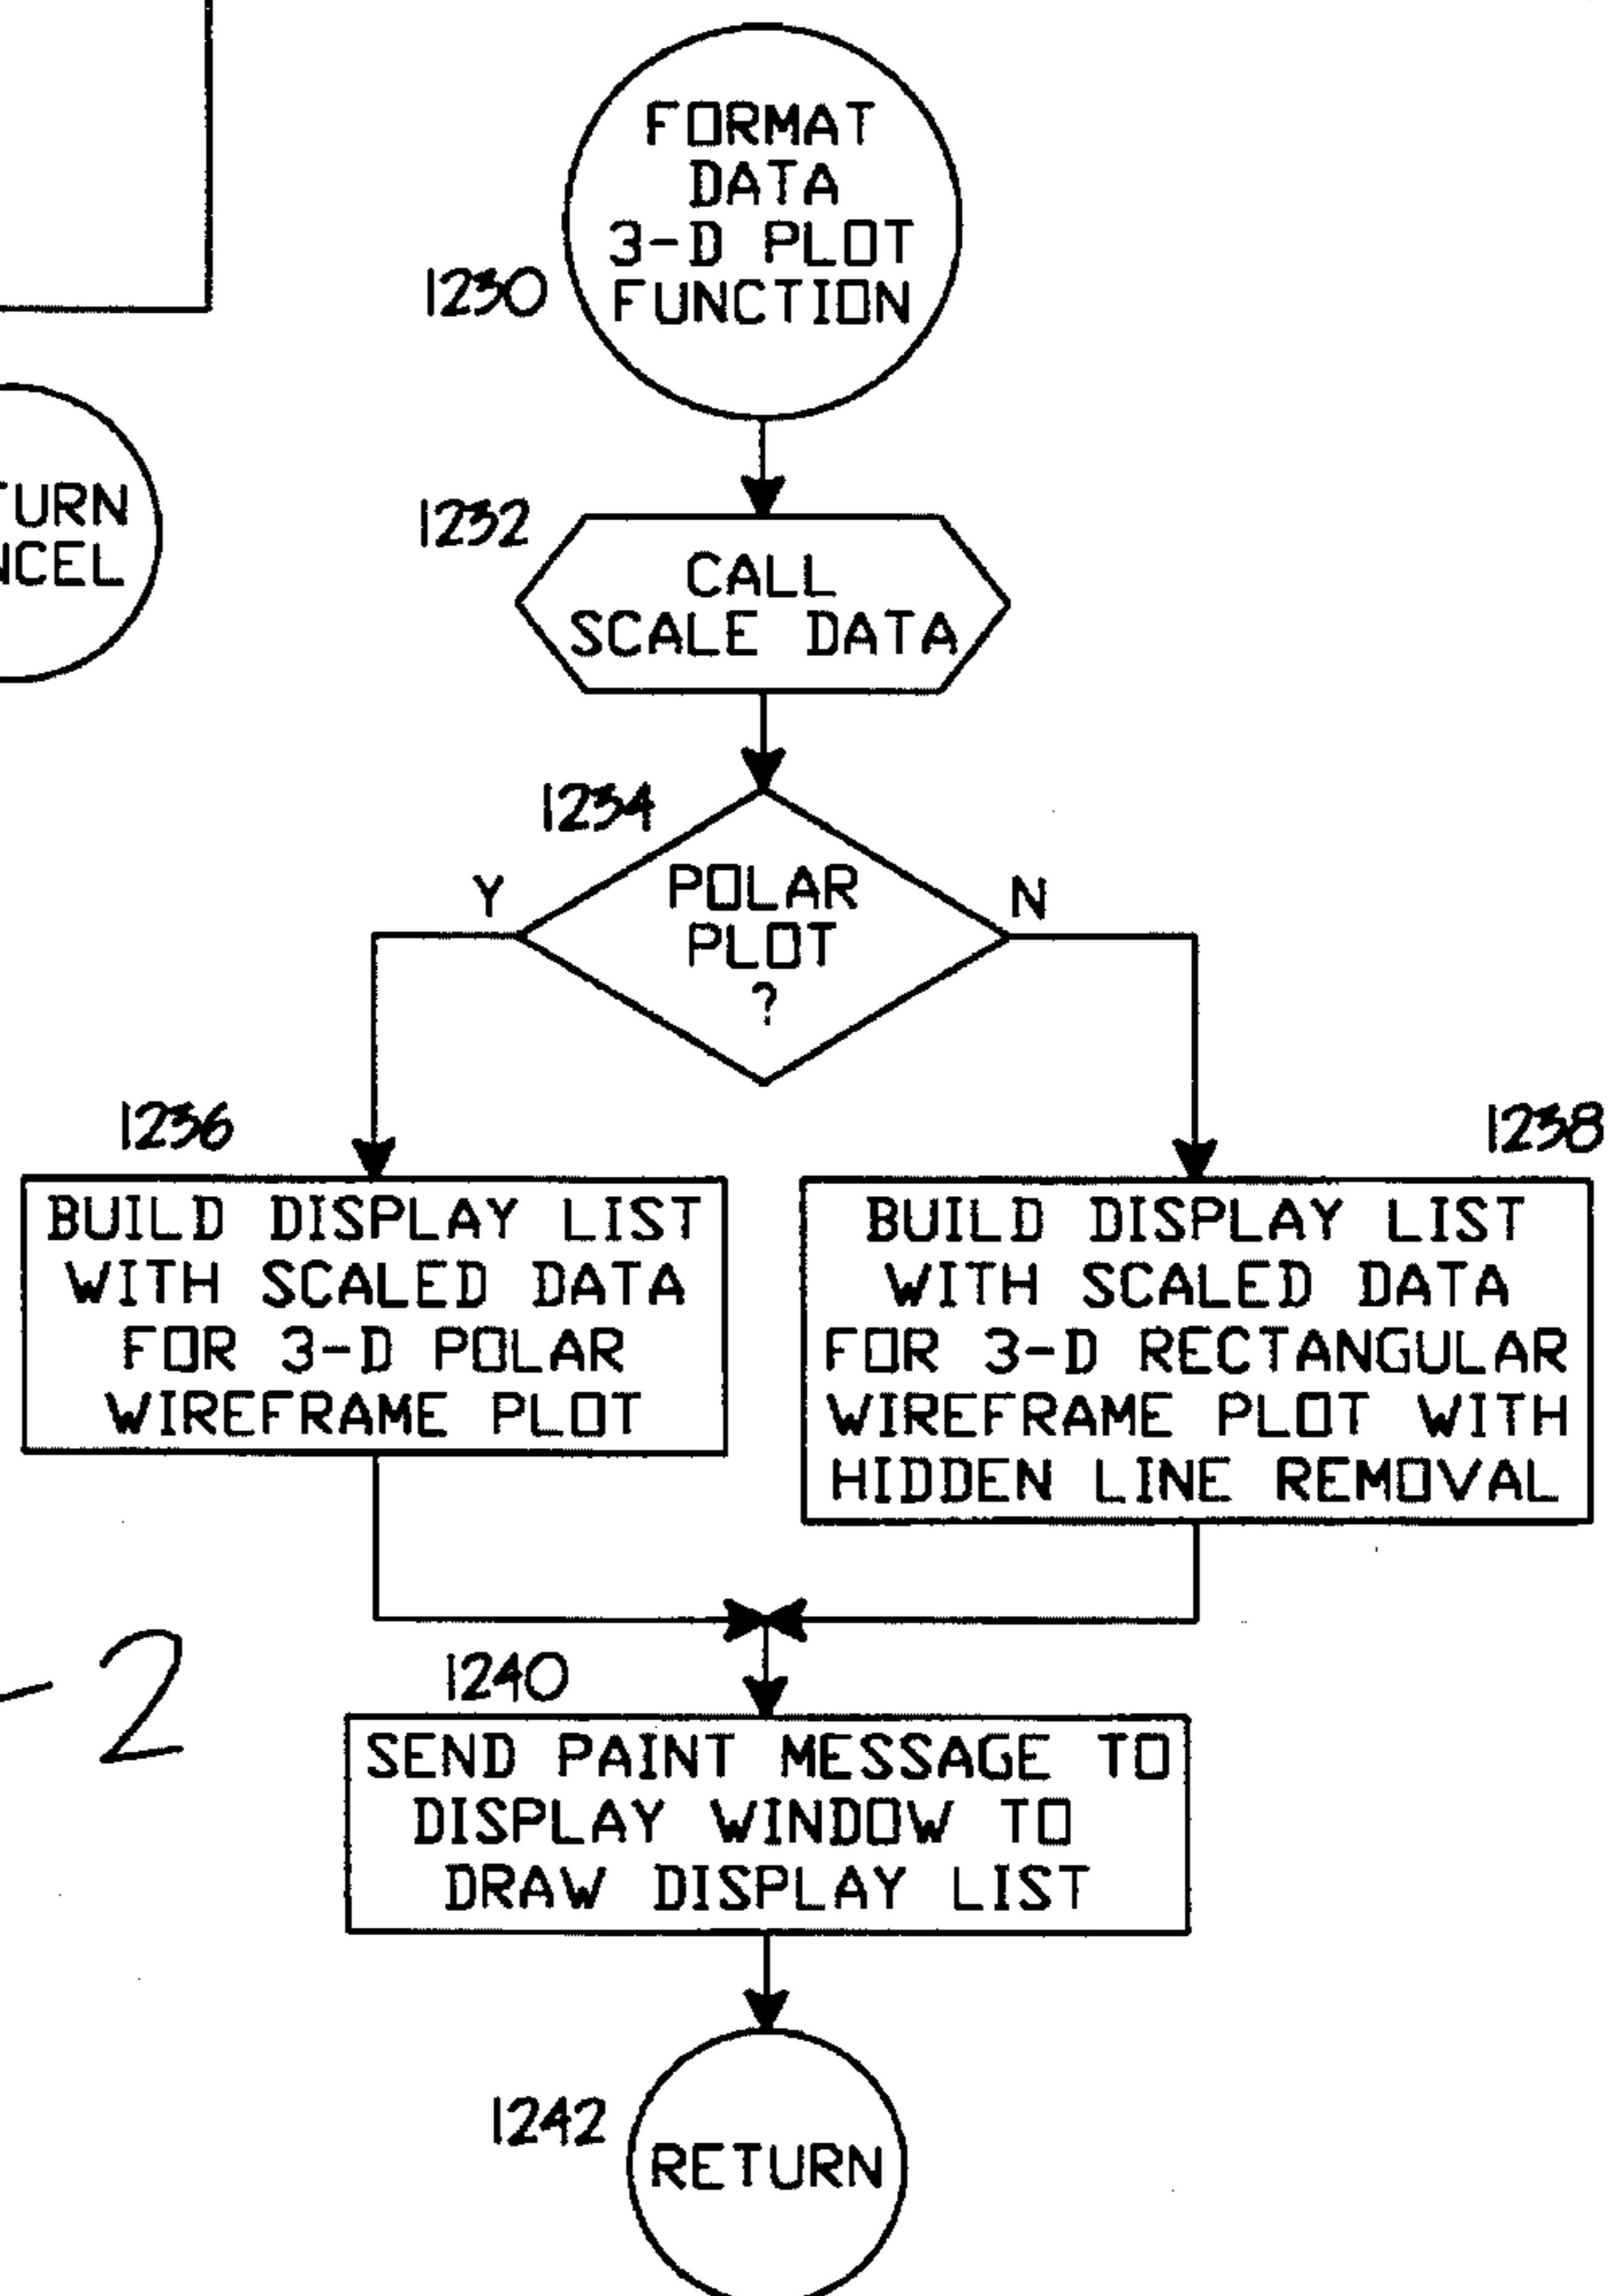 FORMAT
DATA
3-D PLOT
FUNCTION
1230
1232
CALL
SCALE DATA
1234
POLAR
PLOT
?
Y
N
1236
BUILD DISPLAY LIST
WITH SCALED DATA
FOR 3-D POLAR
WIREFRAME PLOT
1238
BUILD DISPLAY LIST
WITH SCALED DATA
FOR 3-D RECTANGULAR
WIREFRAME PLOT WITH
HIDDEN LINE REMOVAL
1240
SEND PAINT MESSAGE TO
DISPLAY WINDOW TO
DRAW DISPLAY LIST
1242
RETURN
TURN
NCEL
-2